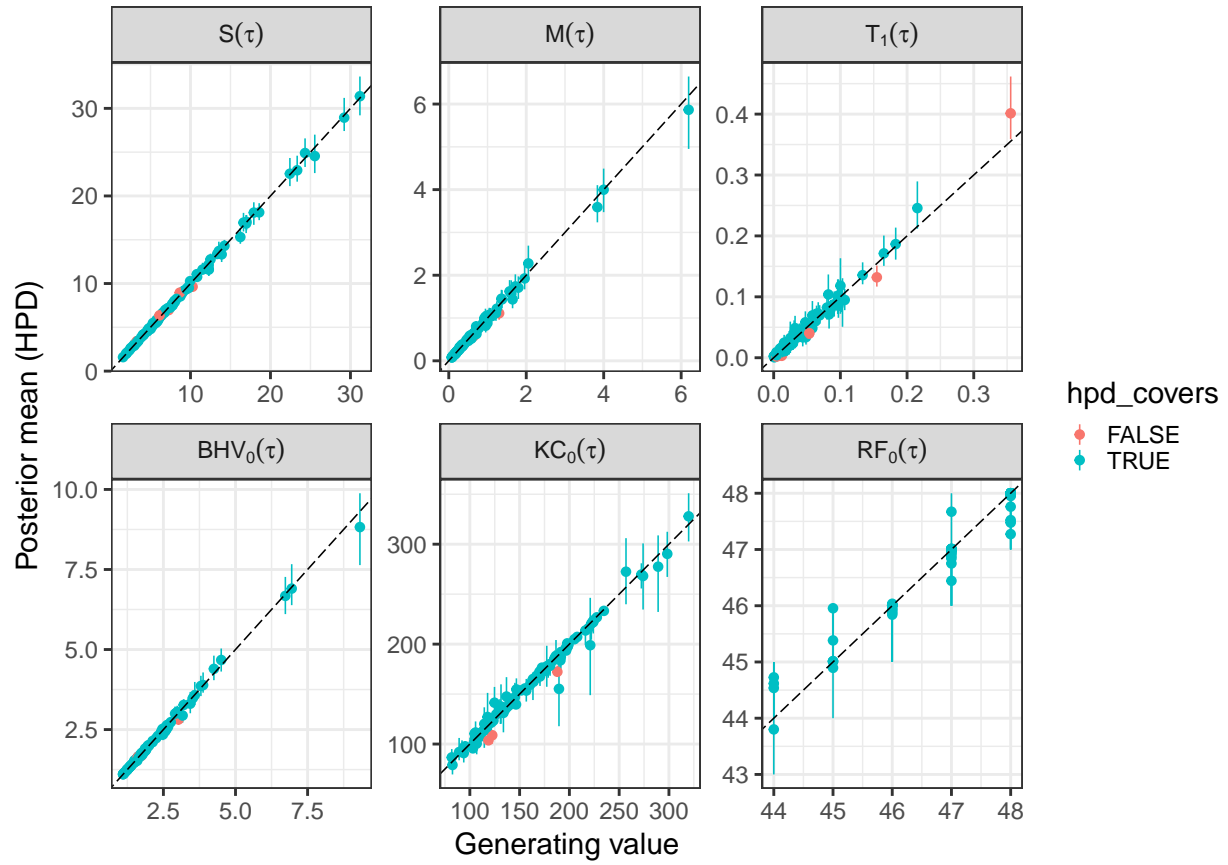 S(τ) M(τ) T₁(τ)
30
20
10
0
10 20 30
6
4
2
0
0 2 4 6
0.4
0.3
0.2
0.1
0.0
0.0 0.1 0.2 0.3
BHV₀(τ) KC₀(τ) RF₀(τ)
10.0
7.5
5.0
2.5
2.5 5.0 7.5
300
200
100
100 150 200 250 300
48
47
46
45
44
43
44 45 46 47 48
Posterior mean (HPD)
Generating value
hpd_covers
FALSE
TRUE